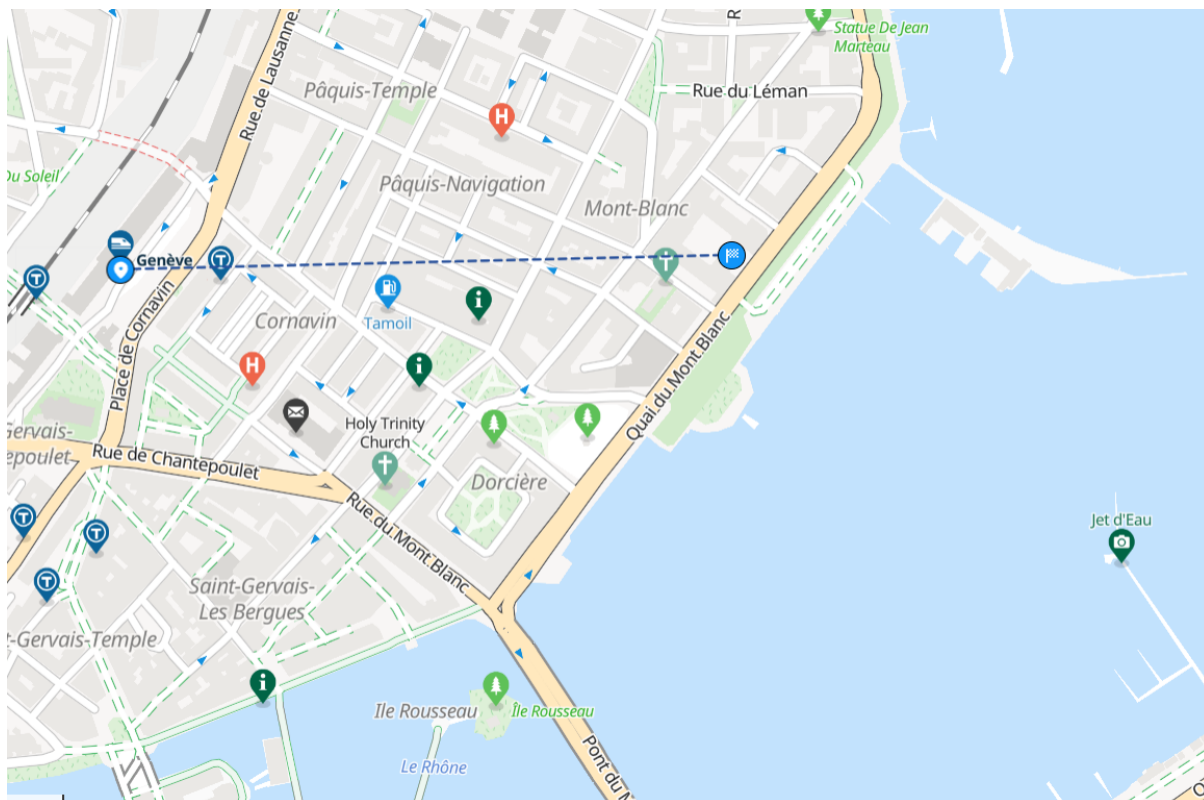 Statue De Jean
Marteau
Rue de Lausanne
Pâquis-Temple
Rue du Léman
H
Du Soleil
Pâquis-Navigation
Mont-Blanc
Genève
T
T
Place de Cornavin
Cornavin
Tamoil
i
i
H
Quai du Mont Blanc
Holy Trinity
Church
Gervais-
epoulet
Rue de Chantepoulet
Dorcière
Rue du Mont Blanc
T
T
Jet d'Eau
T
Saint-Gervais-
Les Bergues
t-Gervais-Temple
i
Ile Rousseau
Île Rousseau
Le Rhône
Pont du M